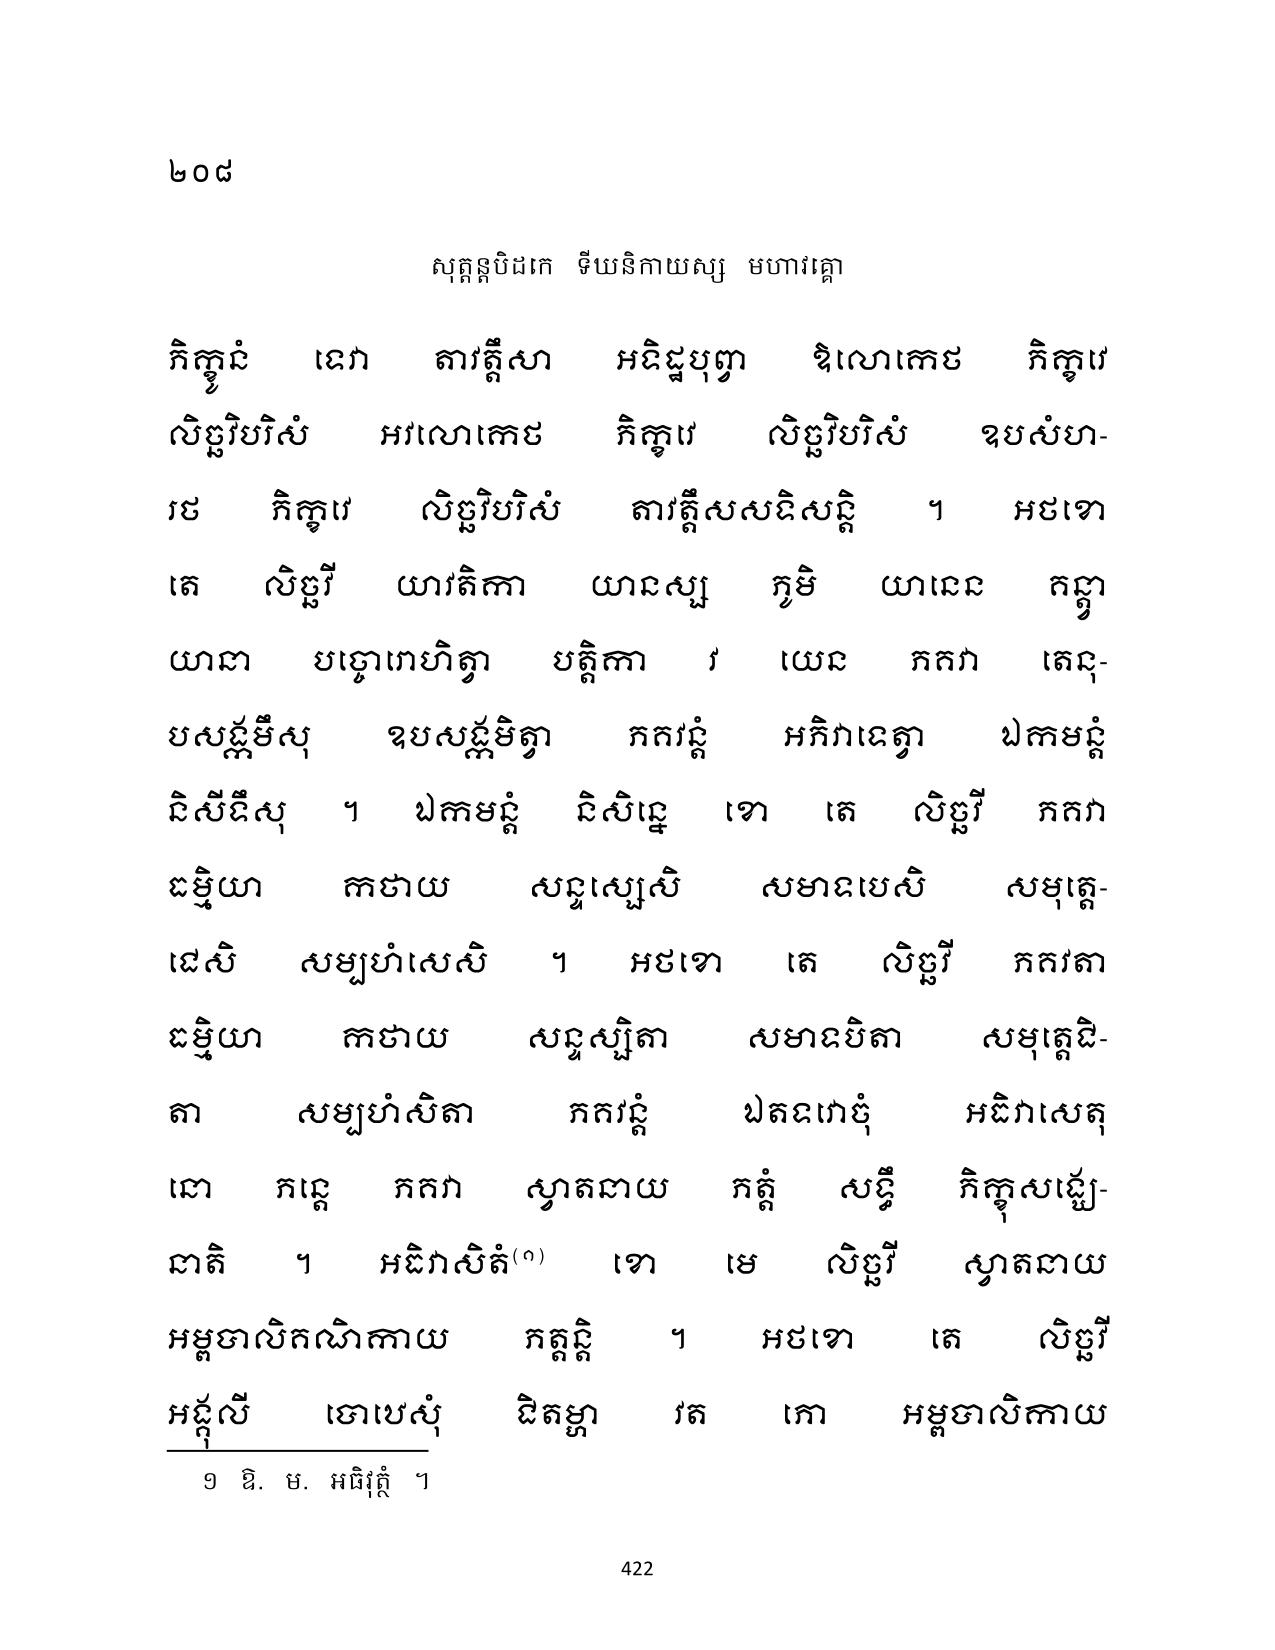 ២០៨
សុត្តន្តបិដកេ ទីឃនិកាយស្ស មហាវគ្គោ
ភិក្ខូនំ ទេវា តាវត្តឹសា អទិដ្ឋបុព្វា ឱលោកេថ ភិក្ខវេ
លិច្ឆវិបរិសំ អវលោកេថ ភិក្ខវេ លិច្ឆវិបរិសំ ឧបសំហ-
រថ ភិក្ខវេ លិច្ឆវិបរិសំ តាវត្តឹសសទិសន្តិ ។ អថខោ
តេ លិច្ឆវី យាវតិកា យានស្ស ភូមិ យានេន គន្ត្វា
យានា បច្ចោរោហិត្វា បត្តិកា វ យេន ភគវា តេនុ-
បសង្កមឹសុ ឧបសង្កមិត្វា ភគវន្តំ អភិវាទេត្វា ឯកមន្តំ
និសីទឹសុ ។ ឯកមន្តំ និសិន្នេ ខោ តេ លិច្ឆវី ភគវា
ធម្មិយា កថាយ សន្ទស្សេសិ សមាទបេសិ សមុត្តេ-
ជេសិ សម្បហំសេសិ ។ អថខោ តេ លិច្ឆវី ភគវតា
ធម្មិយា កថាយ សន្ទស្សិតា សមាទបិតា សមុត្តេជិ-
តា សម្បហំសិតា ភគវន្តំ ឯតទវោចុំ អធិវាសេតុ
នោ ភន្តេ ភគវា ស្វាតនាយ ភត្តំ សទ្ធឹ ភិក្ខុសង្ឃេ-
នាតិ ។ អធិវាសិតំ(១) ខោ មេ លិច្ឆវី ស្វាតនាយ
អម្ពបាលិគណិកាយ ភត្តន្តិ ។ អថខោ តេ លិច្ឆវី
អង្គុលី បោឋេសុំ ជិតម្ហា វត ភោ អម្ពបាលិកាយ
១ ឱ. ម. អធិវុត្ថំ ។
422